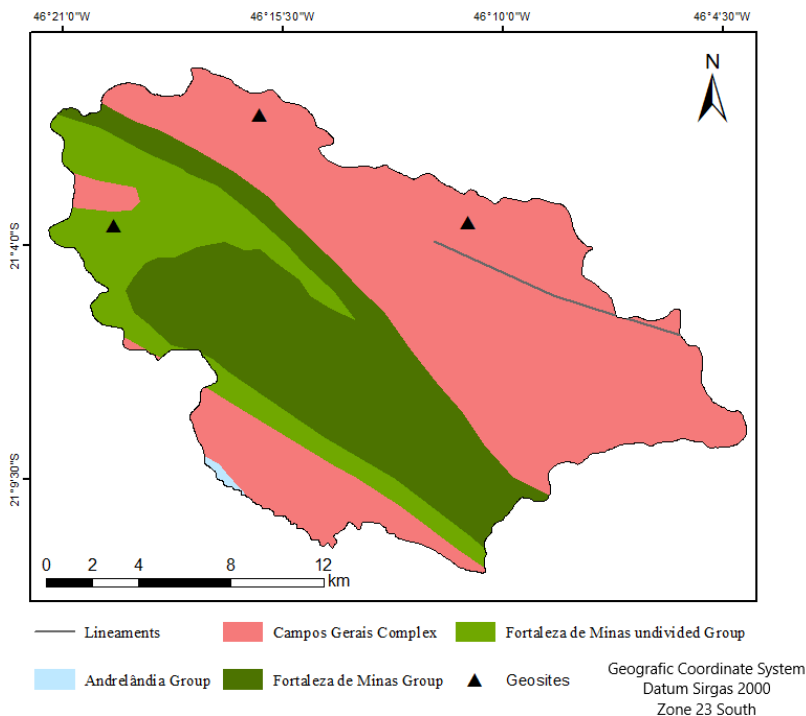 46°21'0"W 46°15'30"W 46°10'0"W 46°4'30"W
N
21°4'0"S
21°9'30"S
0 2 4 8 12
km
Lineaments Campos Gerais Complex Fortaleza de Minas undivided Group
Andrelândia Group Fortaleza de Minas Group Geosites
Geografic Coordinate System
Datum Sirgas 2000
Zone 23 South